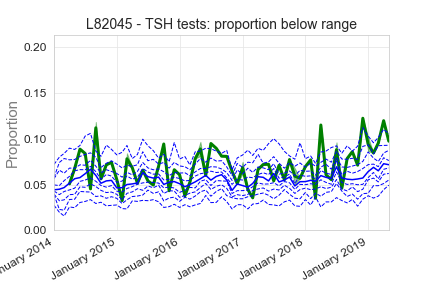 L82045 - TSH tests: proportion below range
Proportion
0.20
0.15
0.10
0.05
0.00
nuary 2014
January 2015
January 2016
January 2017
January 2018
January 2019